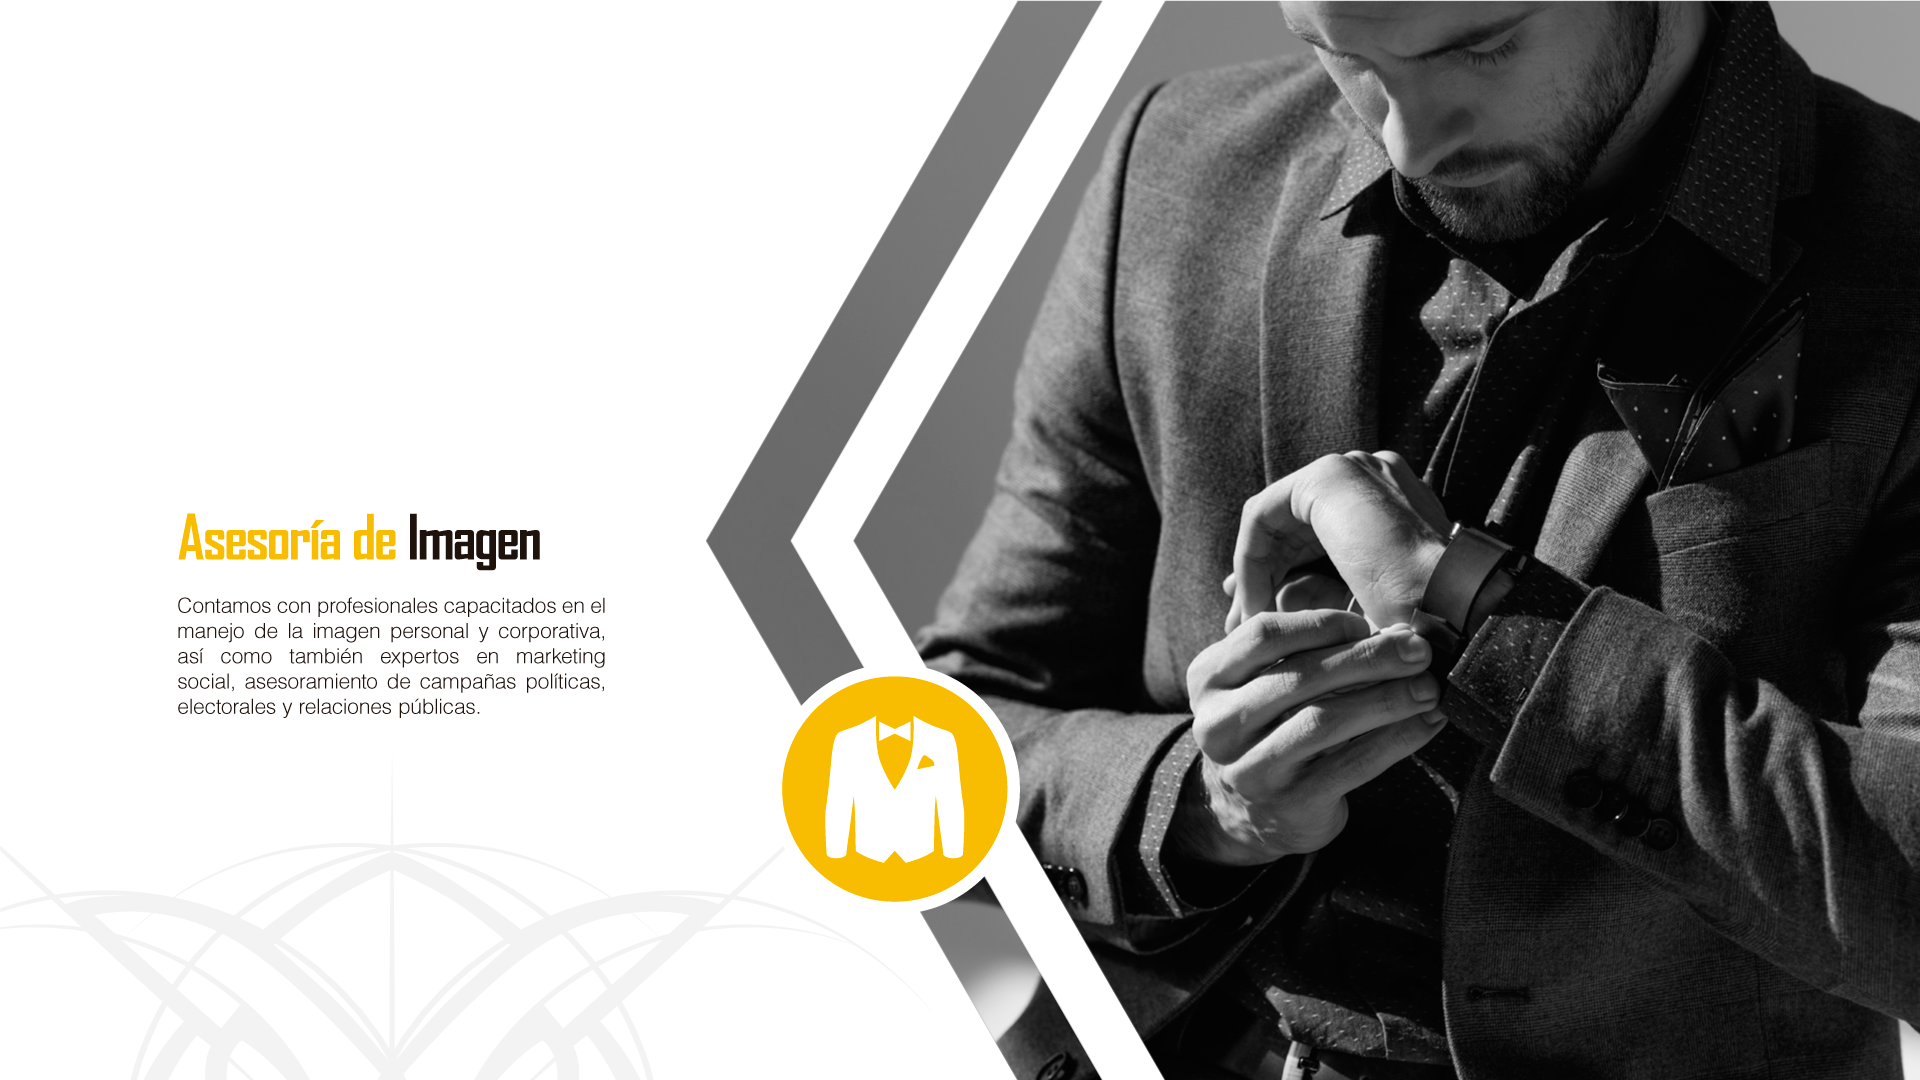 Asesoría de Imagen
Contamos con profesionales capacitados en el
manejo de la imagen personal y corporativa,
así como también expertos en marketing
social, asesoramiento de campañas políticas,
electorales y relaciones públicas.